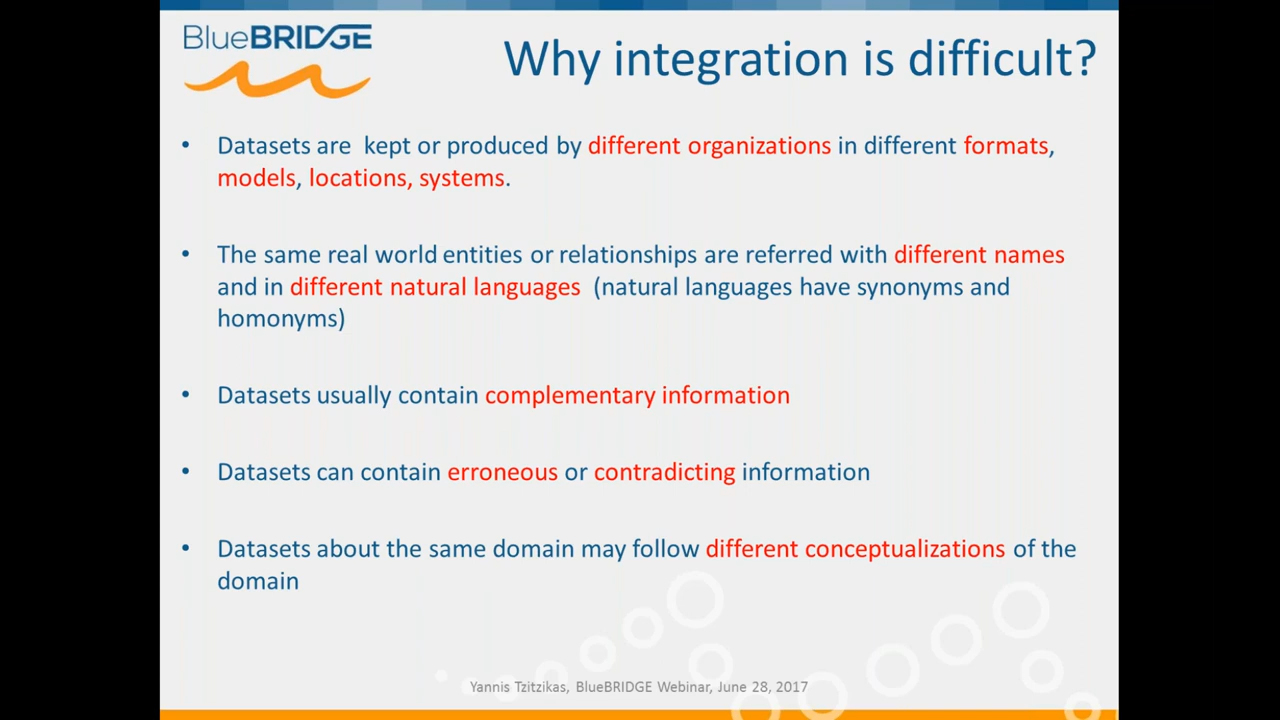 BlueBRIDGE
Why integration is difficult?
• Datasets are kept or produced by different organizations in different formats,
models, locations, systems.
• The same real world entities or relationships are referred with different names
and in different natural languages (natural languages have synonyms and
homonyms)
• Datasets usually contain complementary information
• Datasets can contain erroneous or contradicting information
• Datasets about the same domain may follow different conceptualizations of the
domain
Yannis Tzitzikas, BlueBRIDGE Webinar, June 28, 2017